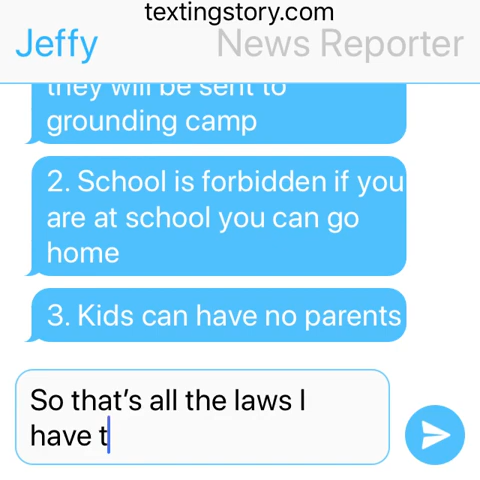 textingstory.com
Jeffy
News Reporter
they will be sent to
grounding camp
2. School is forbidden if you
are at school you can go
home
3. Kids can have no parents
So that’s all the laws I
have t